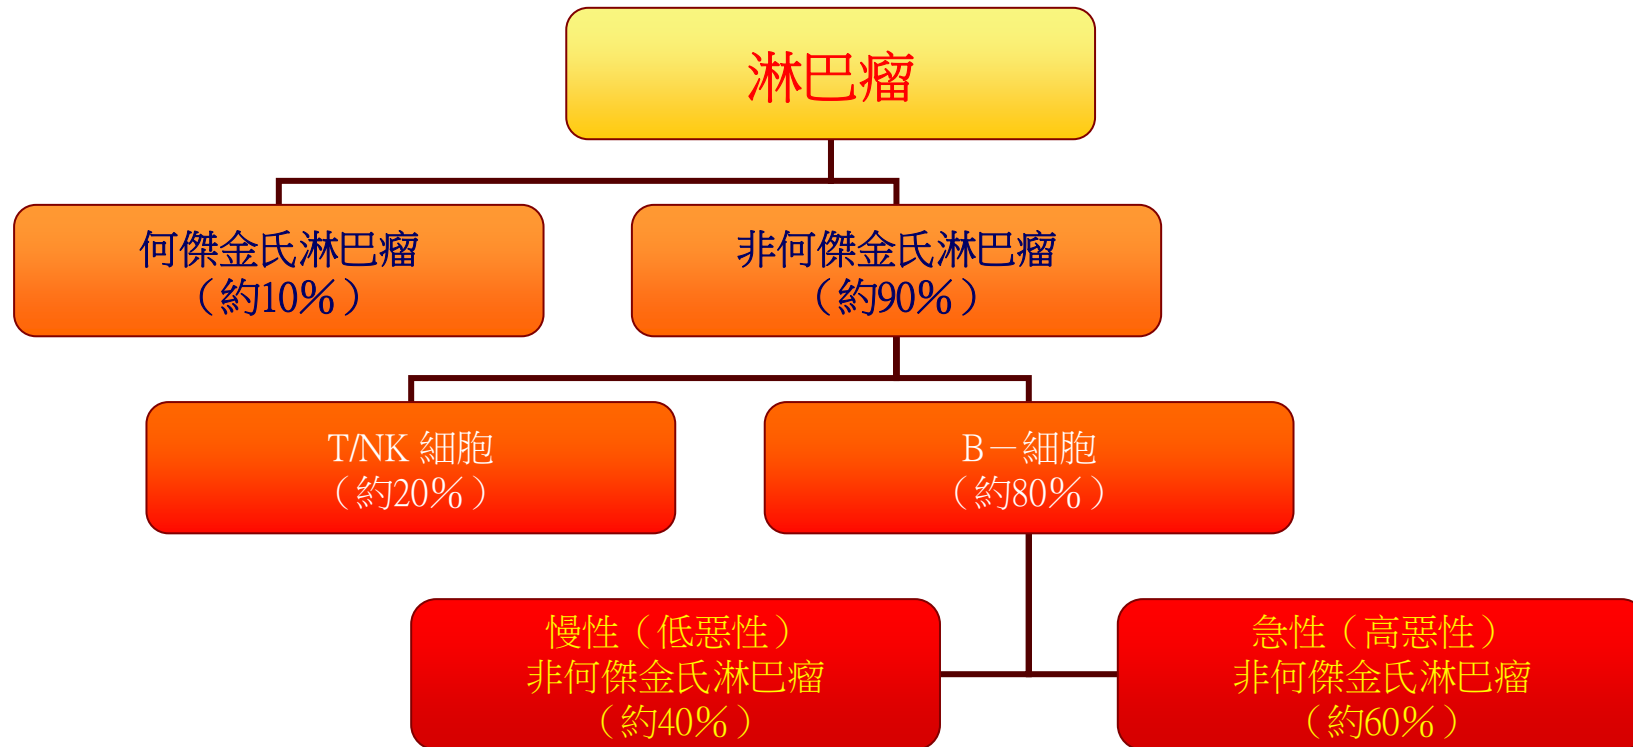 淋巴瘤
何傑金氏淋巴瘤
（約10％）
非何傑金氏淋巴瘤
（約90％）
T/NK 細胞
（約20％）
B－細胞
（約80％）
慢性（低惡性）
非何傑金氏淋巴瘤
（約40％）
急性（高惡性）
非何傑金氏淋巴瘤
（約60％）